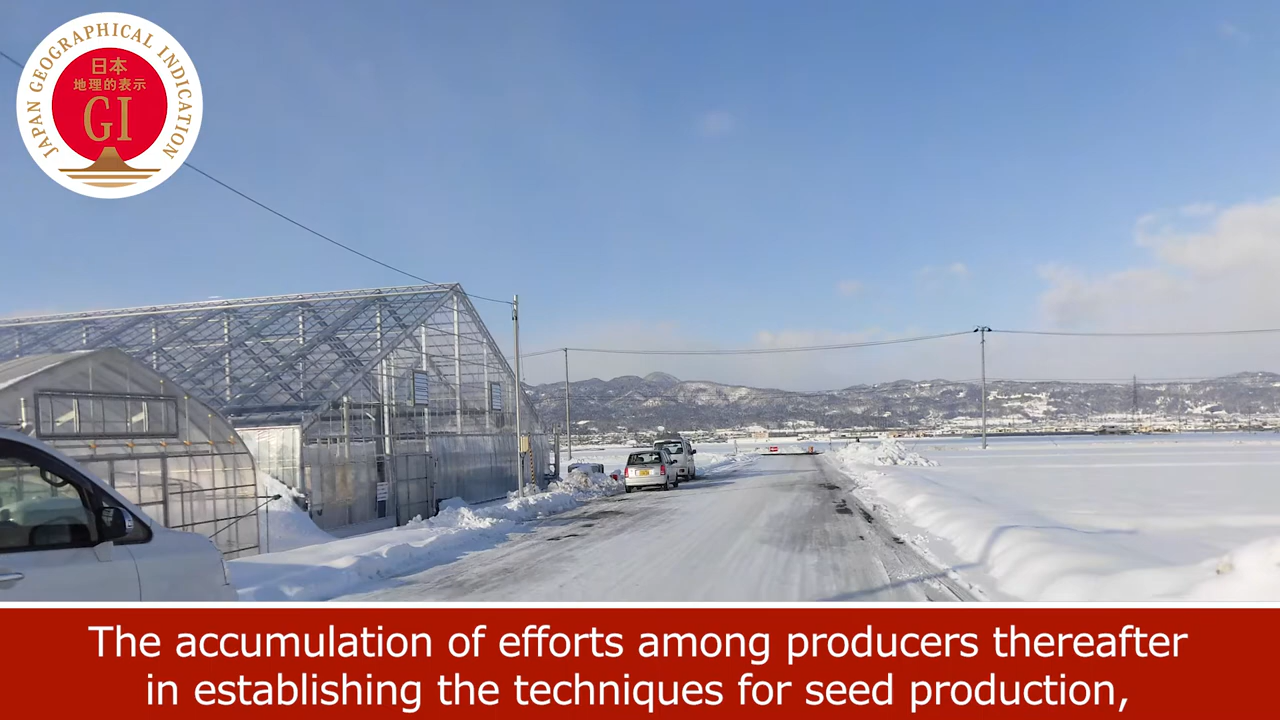 JAPAN GEOGRAPHICAL INDICATION
日本
地理的表示
GI
The accumulation of efforts among producers thereafter
in establishing the techniques for seed production,